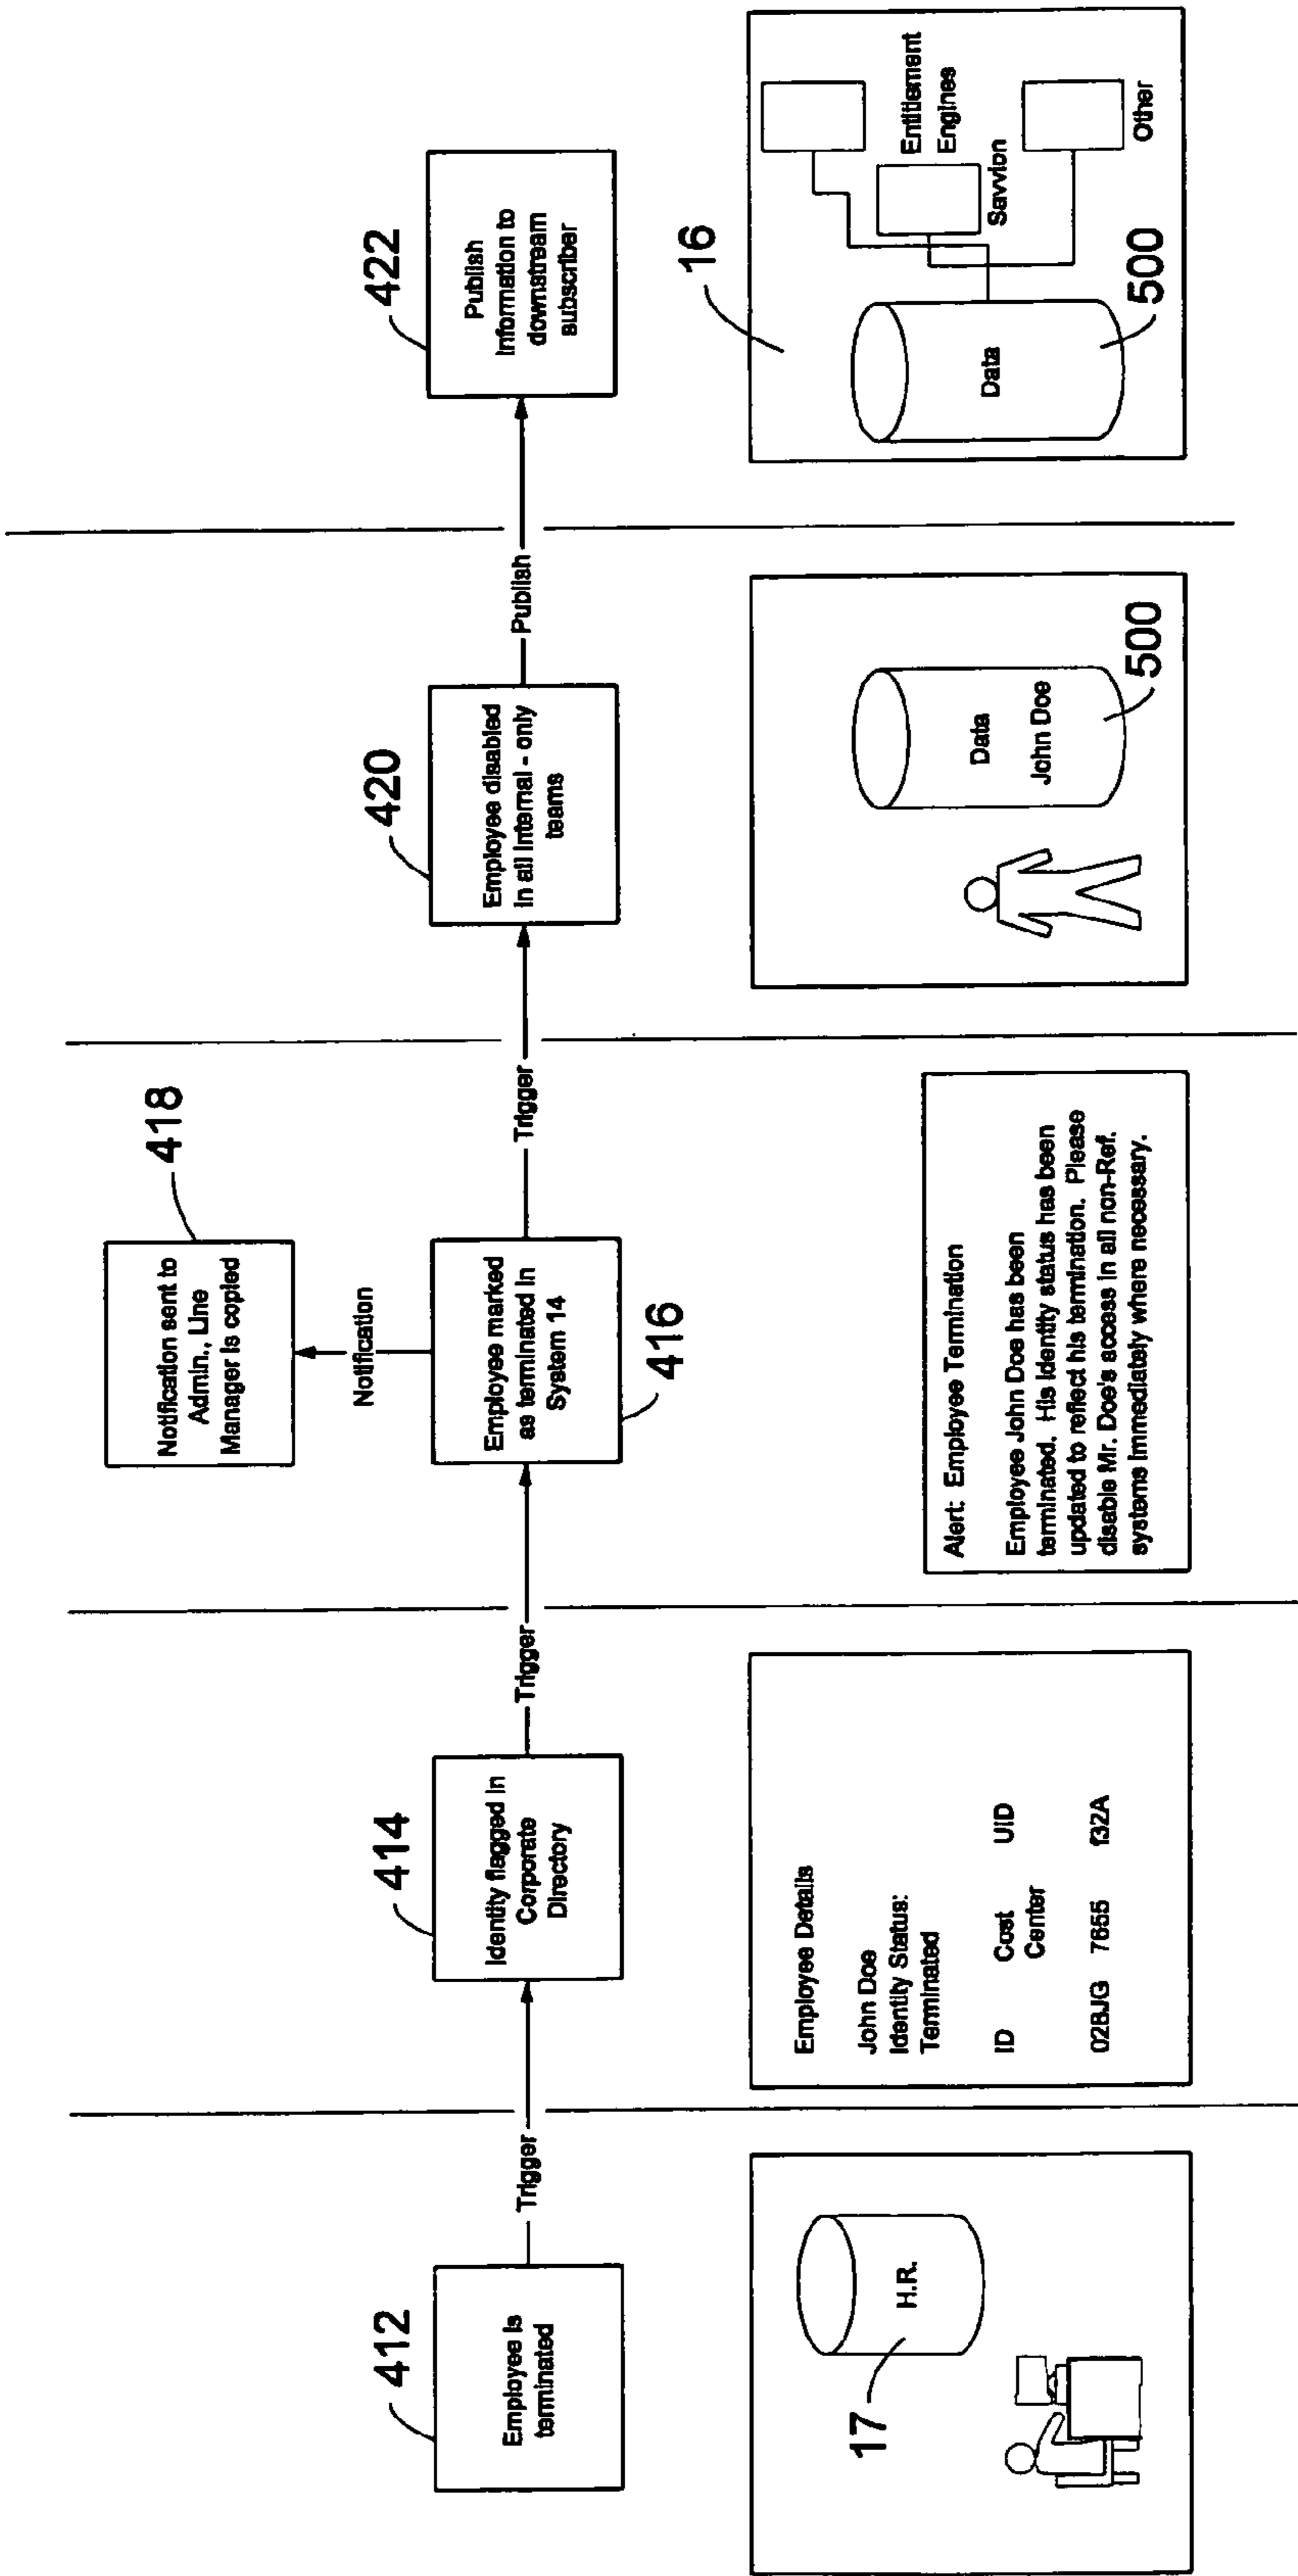 412
Employee is
terminated
Trigger
414
Identity flagged in
Corporate
Directory
Trigger
418
Notification sent to
Admin., Line
Manager is copied
Notification
Employee marked
as terminated in
System 14
416
Trigger
420
Employee disabled
in all internal - only
teams
Publish
422
Publish
information to
downstream
subscriber
17
H.R.
Employee Details
John Doe
Identity Status:
Terminated
ID
Cost
Center
UID
028JG
7655
f32A
Alert: Employee Termination
Employee John Doe has been
terminated. His identity status has been
updated to reflect his termination. Please
disable Mr. Doe's access in all non-Ref.
systems immediately where necessary.
Data
John Doe
500
16
Data
500
Entitlement
Engines
Savvion
Other